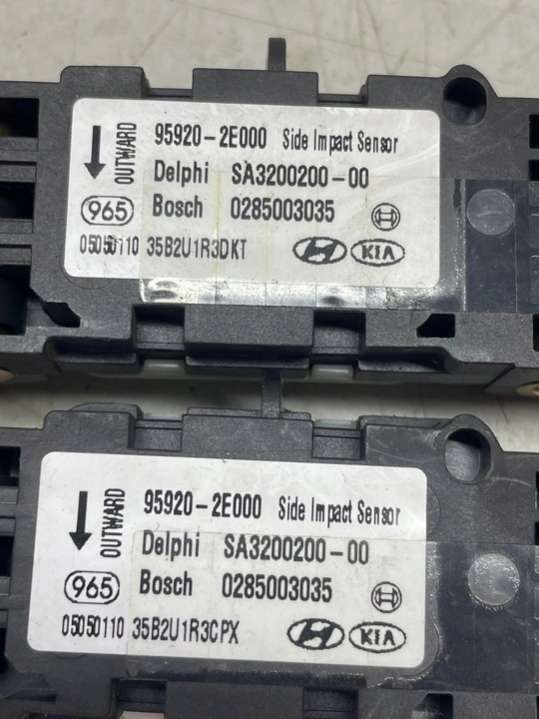 OUTWARD
95920-2E000 Side Impact Sensor
Delphi SA3200200-00
965 Bosch 0285003035
05050110 35B2U1R3DKT KIA
OUTWARD
95920-2E000 Side Impact Sensor
Delphi SA3200200-00
965 Bosch 0285003035
05050110 35B2U1R3CPX KIA